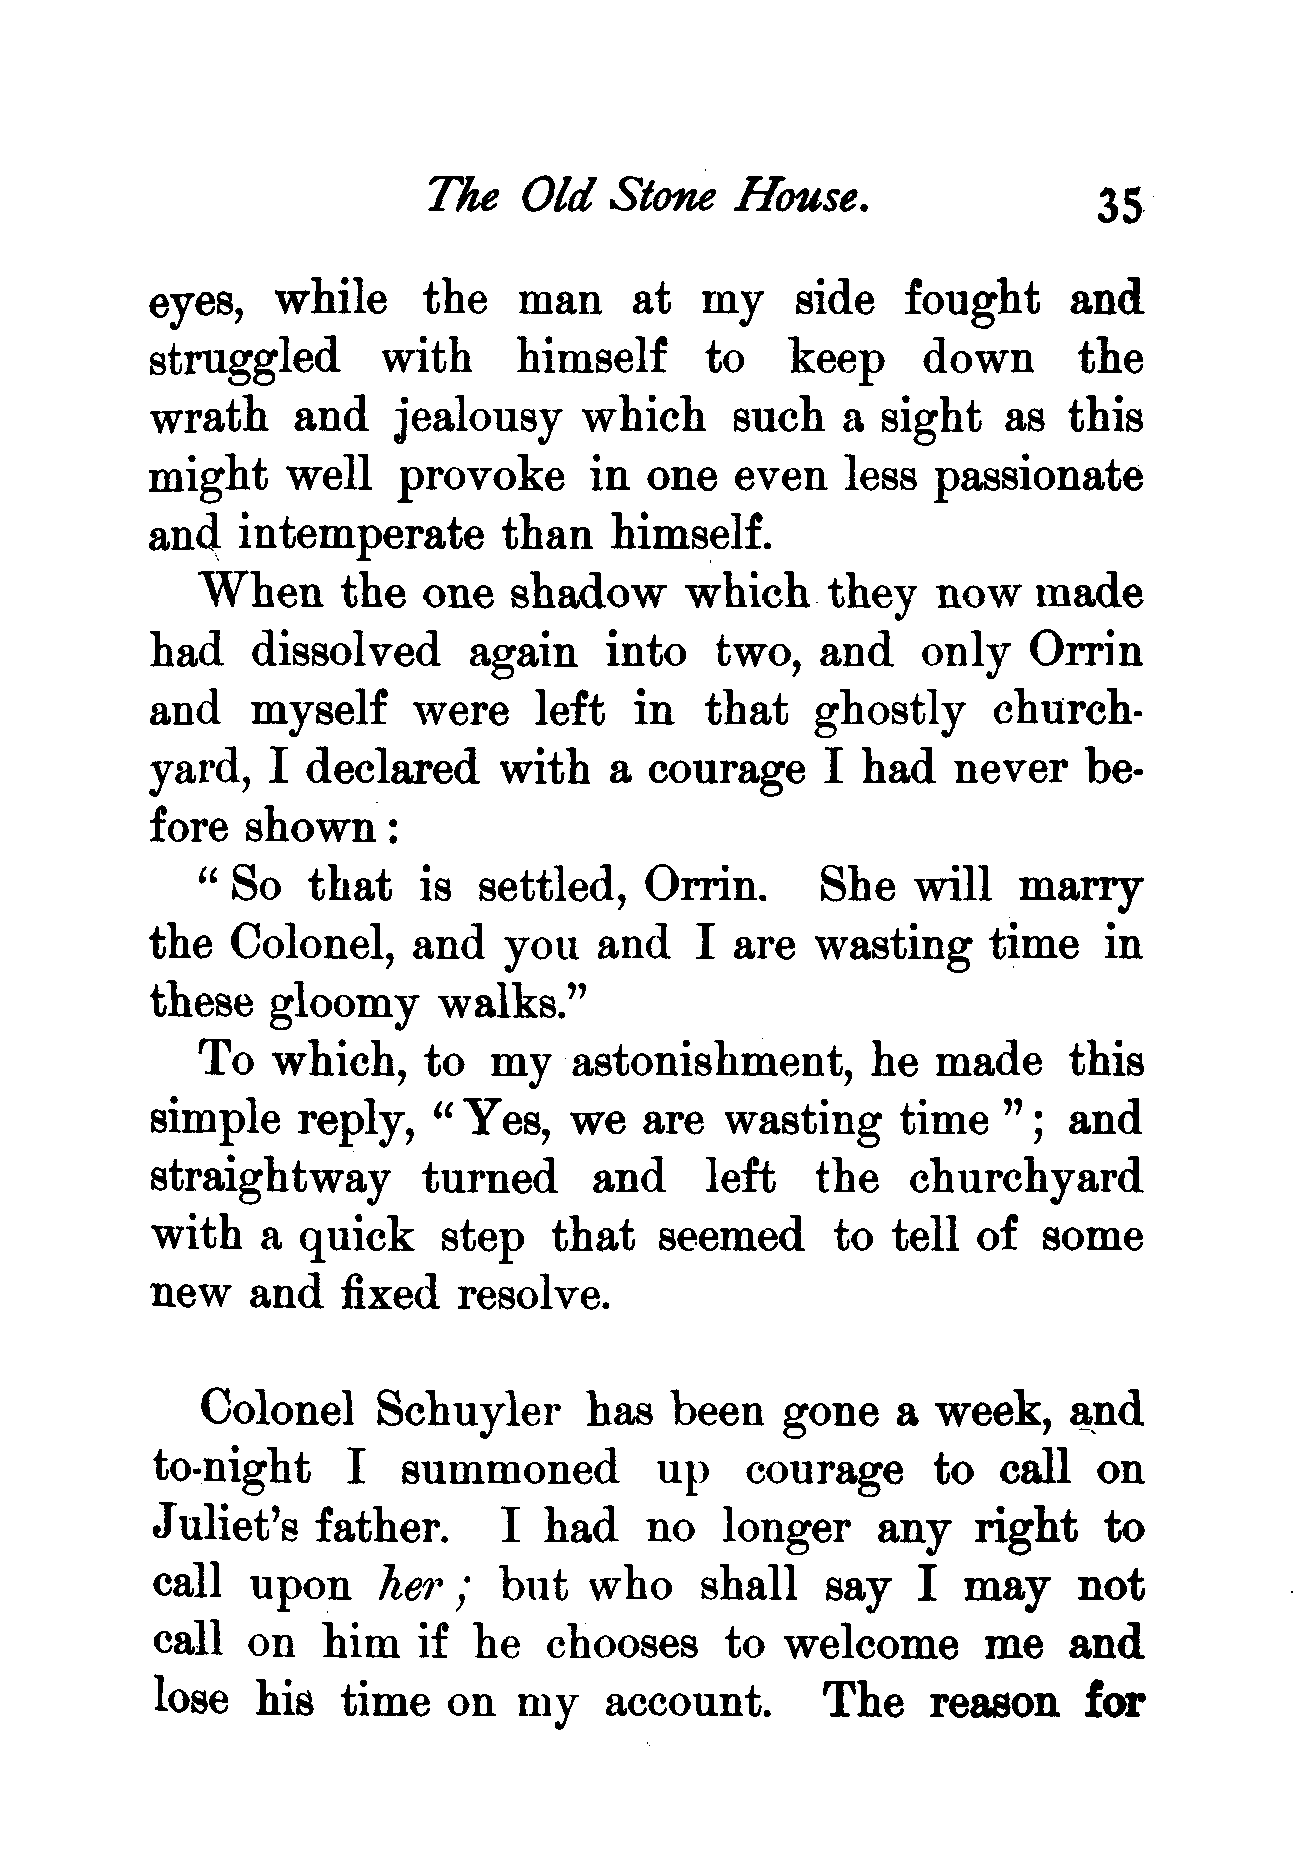 The Old Stone House. 35
eyes, while the man at my side fought and
struggled with himself to keep down the
wrath and jealousy which such a sight as this
might well provoke in one even less passionate
and intemperate than himself.
When the one shadow which they now made
had dissolved again into two, and only Orrin
and myself were left in that ghostly church-
yard, I declared with a courage I had never be-
fore shown :
“ So that is settled, Orrin. She will marry
the Colonel, and you and I are wasting time in
these gloomy walks.”
To which, to my astonishment, he made this
simple reply, “ Yes, we are wasting time ” ; and
straightway turned and left the churchyard
with a quick step that seemed to tell of some
new and fixed resolve.
Colonel Schuyler has been gone a week, and
to-night I summoned up courage to call on
Juliet’s father. I had no longer any right to
call upon her ; but who shall say I may not
call on him if he chooses to welcome me and
lose his time on my account. The reason for